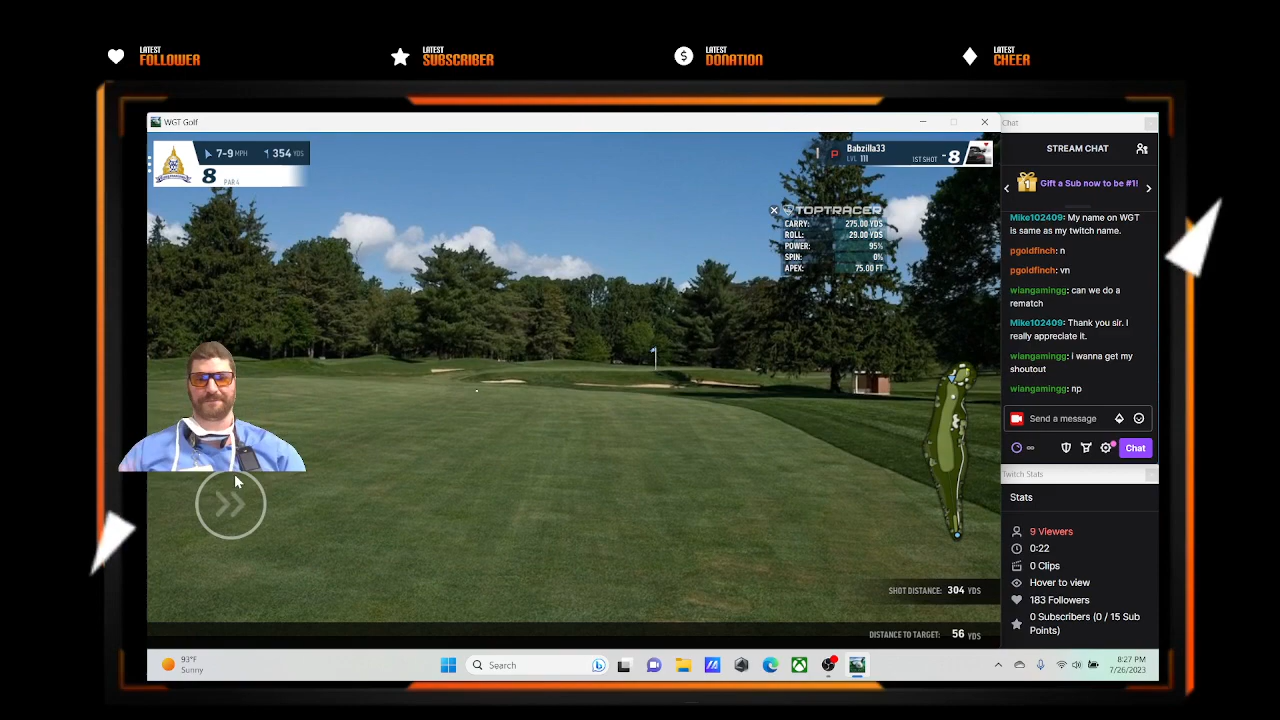 LATEST
FOLLOWER
LATEST
SUBSCRIBER
LATEST
DONATION
LATEST
CHEER
WGT Golf
7-9 MPH
354 YDS
8
PAR 4
Babzilla33
P
LVL 111
1ST SHOT
-8
TOPTRACER
CARRY: 275.00 YDS
ROLL: 29.00 YDS
POWER: 95%
SPIN: 0%
APEX: 75.00 FT
SHOT DISTANCE: 304 YDS
DISTANCE TO TARGET: 56 YDS
Chat
STREAM CHAT
1
Gift a Sub now to be #1!
Mike102409: My name on WGT
is same as my twitch name.
pgoldfinch: n
pgoldfinch: vn
wiangamingg: can we do a
rematch
Mike102409: Thank you sir. I
really appreciate it.
wiangamingg: i wanna get my
shoutout
wiangamingg: np
Send a message
Chat
Twitch Stats
Stats
9 Viewers
0:22
0 Clips
Hover to view
183 Followers
0 Subscribers (0 / 15 Sub
Points)
93°F
Sunny
Search
8:27 PM
7/26/2023